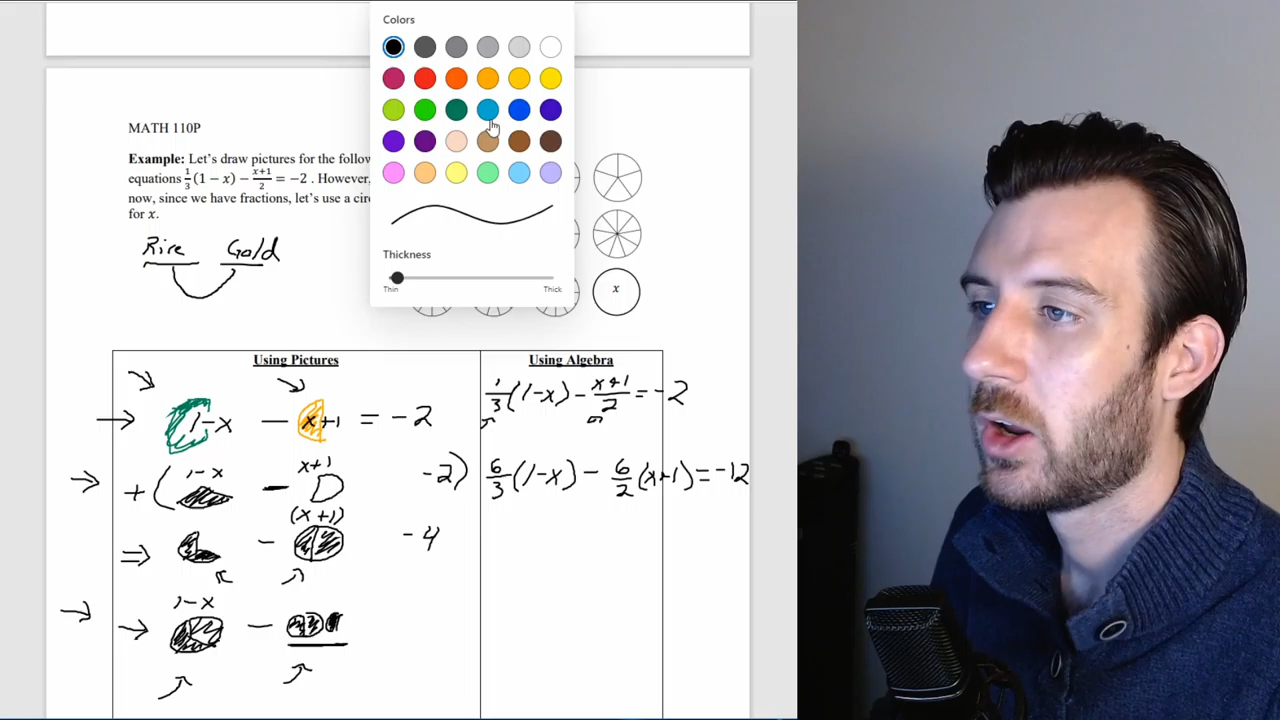 Colors
Thickness
Thin
Thick
MATH 110P
Example: Let's draw pictures for the follow
equations 1/3(1 − x) − (x+1)/2 = −2 . However,
now, since we have fractions, let's use a cir
for x.
Rire Gold
x
Using Pictures
Using Algebra
1-x - x+1 = -2
1/3(1-x) - (x+1)/2 = -2
1-x x+1
+( - -2)
6/3(1-x) - 6/2(x+1) = -12
(x+1)
- -4
1-x
-